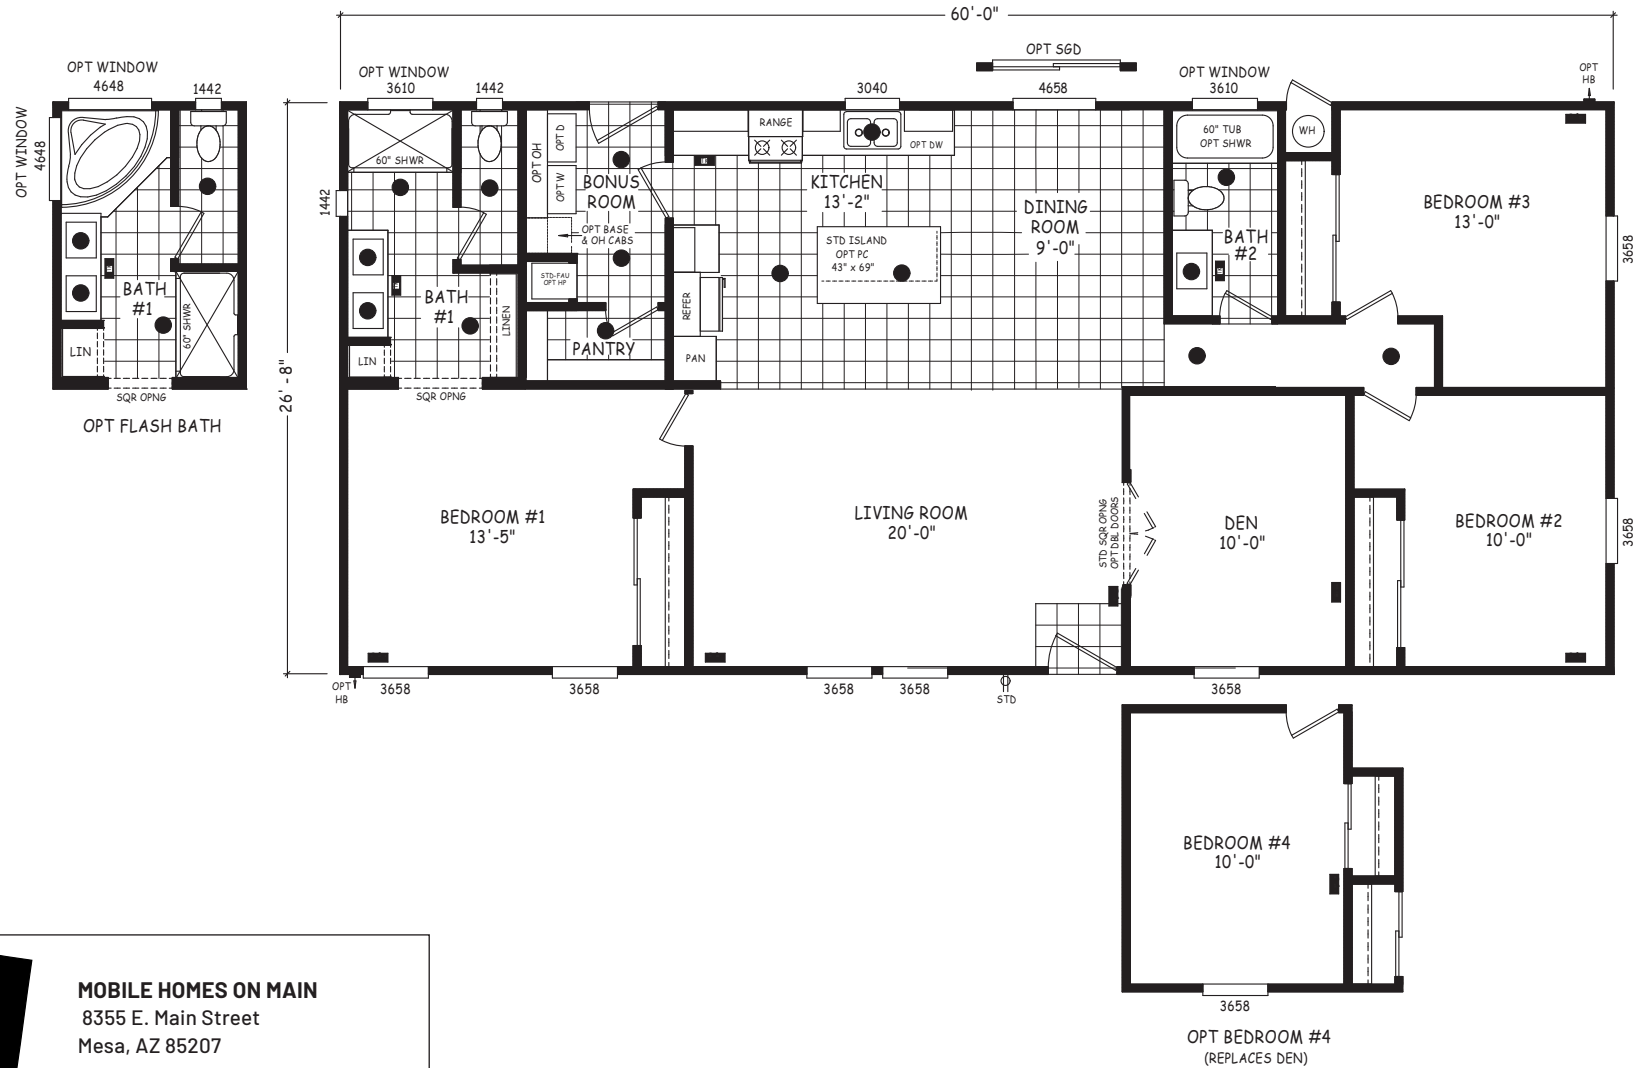 60'-0"
OPT SGD
OPT WINDOW
4648
1442
OPT WINDOW
4648
BATH
#1
60" SHWR
LIN
SQR OPNG
OPT FLASH BATH
26'-8"
OPT WINDOW
3610
1442
1442
60" SHWR
BATH
#1
LINEN
LIN
SQR OPNG
OPT OH
OPT D
OPT W
BONUS
ROOM
OPT BASE
& OH CABS
STD-FAU
OPT HP
PANTRY
3040
4658
RANGE
OPT DW
KITCHEN
13'-2"
STD ISLAND
OPT PC
43" x 69"
REFER
PAN
DINING
ROOM
9'-0"
OPT WINDOW
3610
60" TUB
OPT SHWR
BATH
#2
WH
OPT
HB
BEDROOM #3
13'-0"
3658
BEDROOM #1
13'-5"
LIVING ROOM
20'-0"
STD SQR OPNG
OPT DBL DOORS
DEN
10'-0"
BEDROOM #2
10'-0"
3658
OPT
HB
3658
3658
3658
3658
STD
3658
BEDROOM #4
10'-0"
3658
OPT BEDROOM #4
(REPLACES DEN)
MOBILE HOMES ON MAIN
8355 E. Main Street
Mesa, AZ 85207